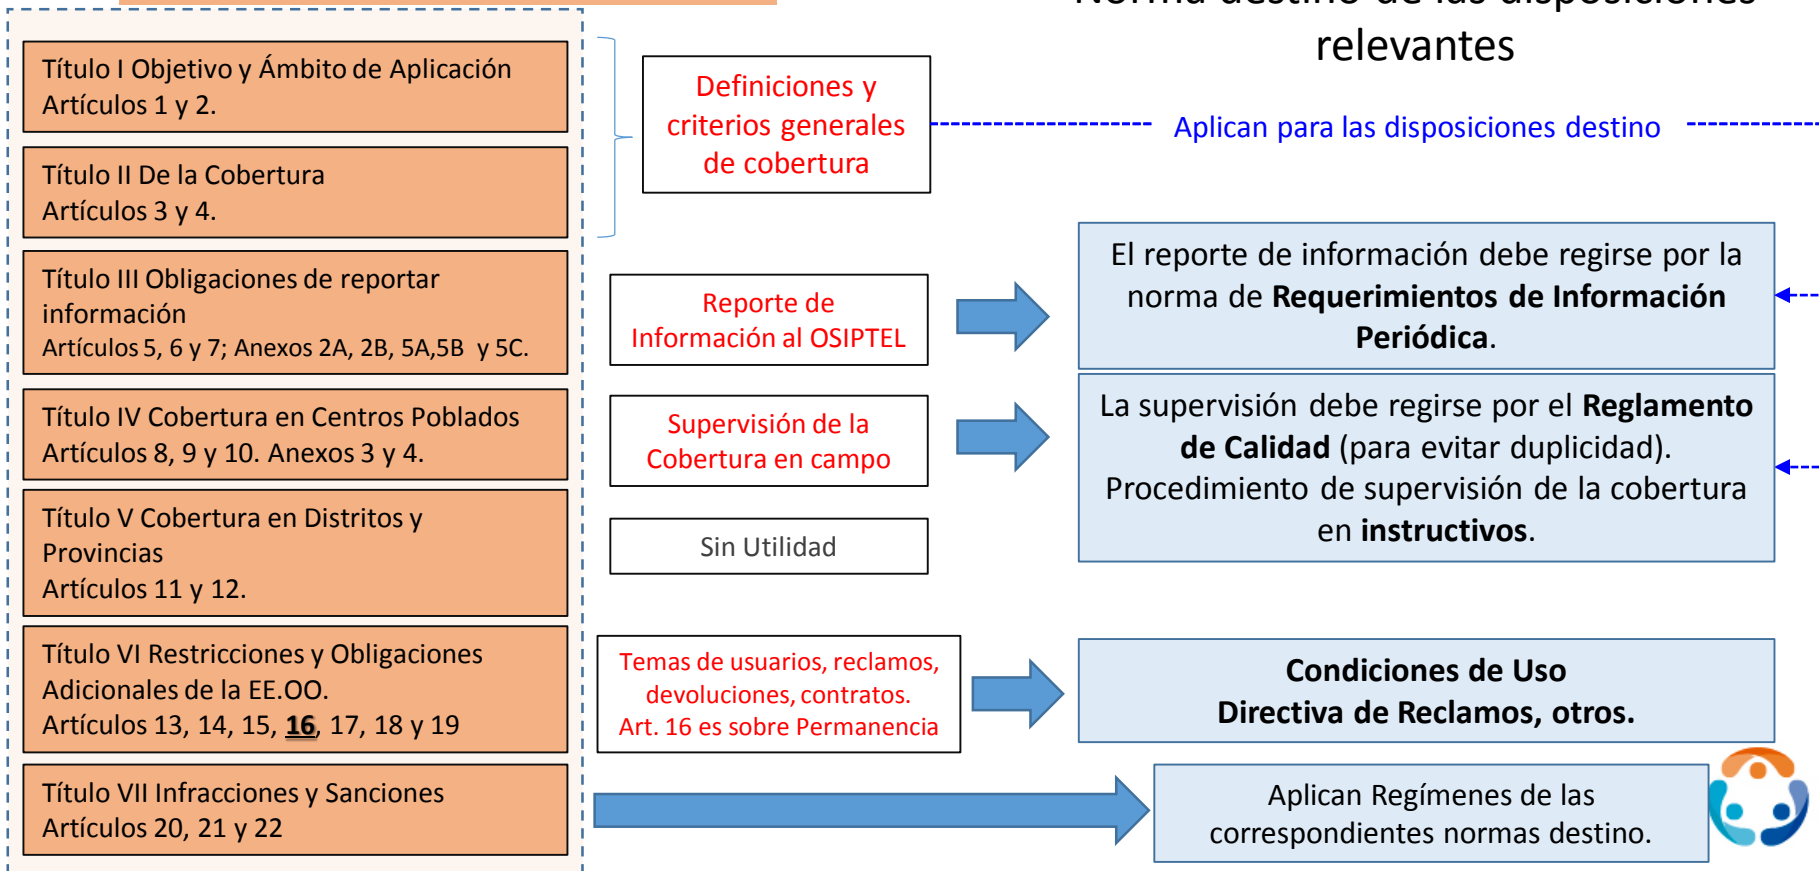 Norma destino de las disposiciones
relevantes
Título I Objetivo y Ámbito de Aplicación
Artículos 1 y 2.
Título II De la Cobertura
Artículos 3 y 4.
Definiciones y
criterios generales
de cobertura
Aplican para las disposiciones destino
Título III Obligaciones de reportar
información
Artículos 5, 6 y 7; Anexos 2A, 2B, 5A,5B y 5C.
Reporte de
Información al OSIPTEL
El reporte de información debe regirse por la
norma de Requerimientos de Información
Periódica.
Título IV Cobertura en Centros Poblados
Artículos 8, 9 y 10. Anexos 3 y 4.
Supervisión de la
Cobertura en campo
La supervisión debe regirse por el Reglamento
de Calidad (para evitar duplicidad).
Procedimiento de supervisión de la cobertura
en instructivos.
Título V Cobertura en Distritos y
Provincias
Artículos 11 y 12.
Sin Utilidad
Título VI Restricciones y Obligaciones
Adicionales de la EE.OO.
Artículos 13, 14, 15, 16, 17, 18 y 19
Temas de usuarios, reclamos,
devoluciones, contratos.
Art. 16 es sobre Permanencia
Condiciones de Uso
Directiva de Reclamos, otros.
Título VII Infracciones y Sanciones
Artículos 20, 21 y 22
Aplican Regímenes de las
correspondientes normas destino.